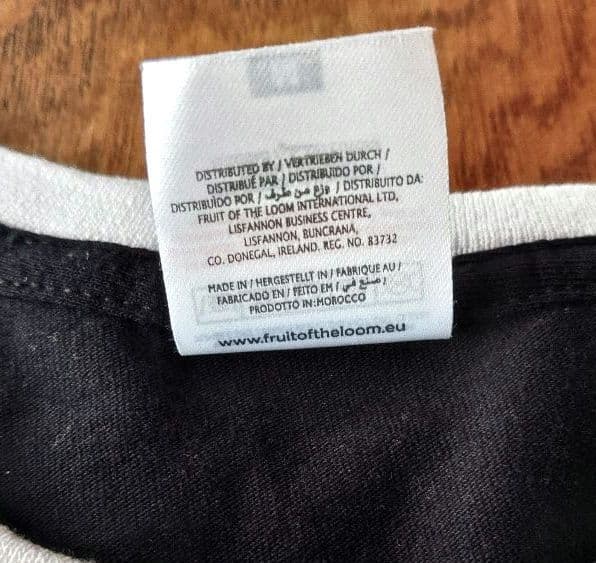 DISTRIBUTED BY / VERTRIEBEN DURCH /
DISTRIBUÉ PAR / DISTRIBUIDO POR /
DISTRIBUÍDO POR / وزع من طرف / DISTRIBUITO DA:
FRUIT OF THE LOOM INTERNATIONAL LTD,
LISFANNON BUSINESS CENTRE,
LISFANNON, BUNCRANA,
CO. DONEGAL, IRELAND. REG. NO. 83732
MADE IN / HERGESTELLT IN / FABRIQUE AU /
FABRICADO EN / FEITO EM / صنع في /
PRODOTTO IN:MOROCCO
www.fruitoftheloom.eu